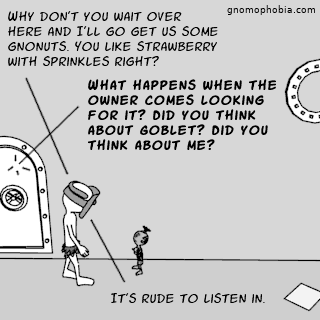 gnomophobia.com
Why don't you wait over
here and I'll go get us some
gnonuts. You like strawberry
with sprinkles right?
What happens when the
owner comes looking
for it? Did you think
about Goblet? Did you
think about me?
It's rude to listen in.